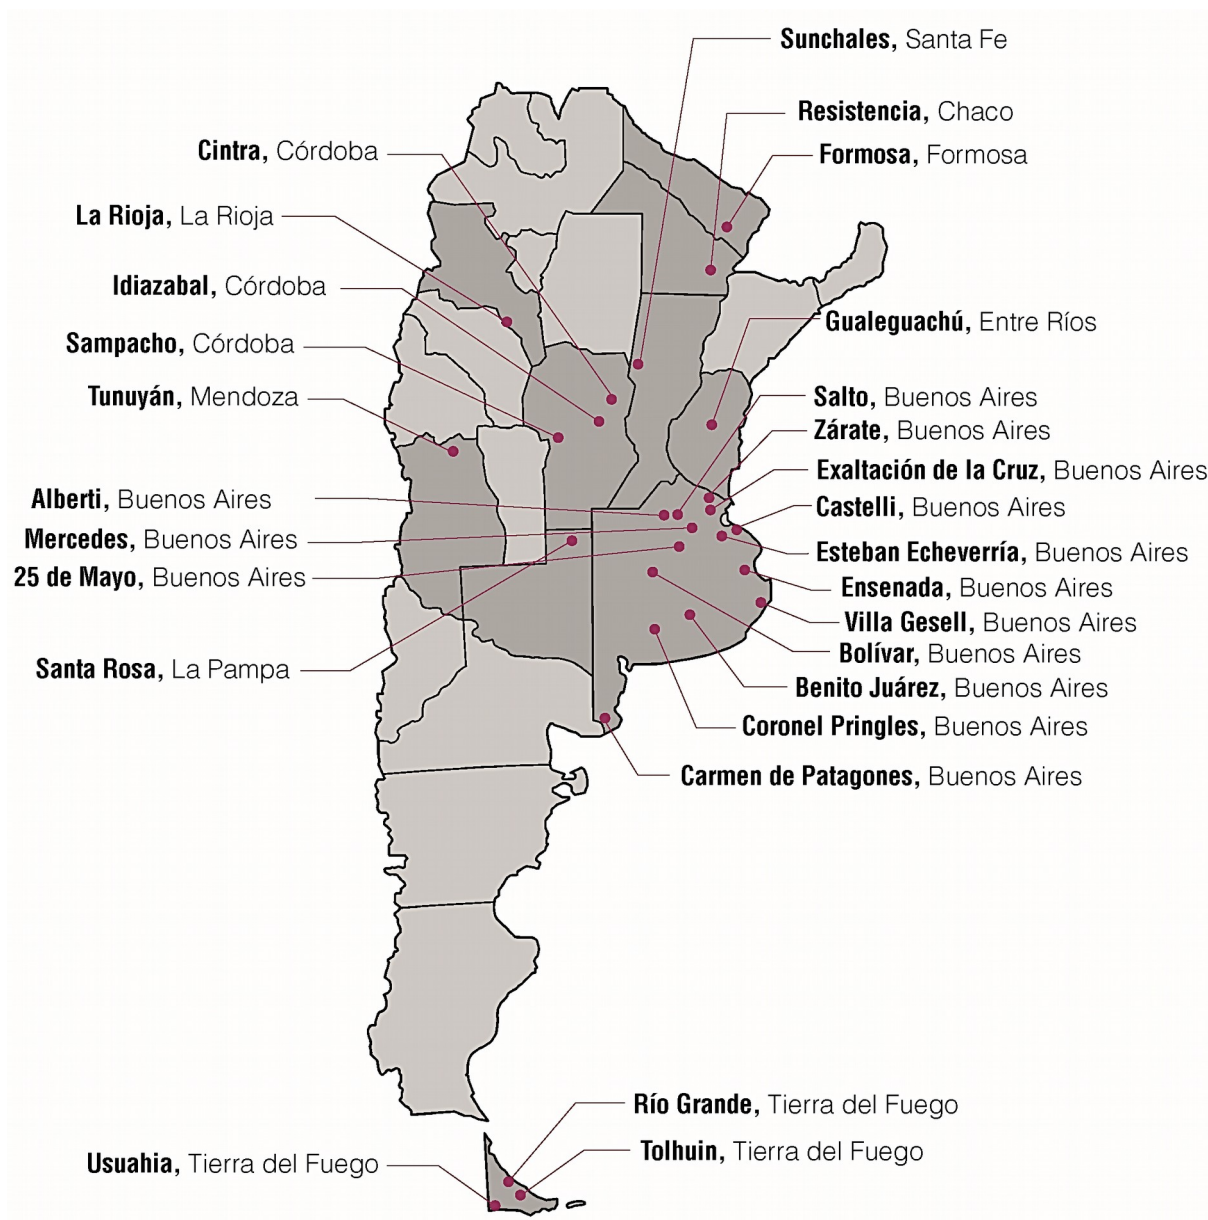 Sunchales, Santa Fe
Resistencia, Chaco
Cintra, Córdoba
Formosa, Formosa
La Rioja, La Rioja
Idiazabal, Córdoba
Gualeguachú, Entre Ríos
Sampacho, Córdoba
Tunuyán, Mendoza
Salto, Buenos Aires
Zárate, Buenos Aires
Exaltación de la Cruz, Buenos Aires
Alberti, Buenos Aires
Castelli, Buenos Aires
Mercedes, Buenos Aires
Esteban Echeverría, Buenos Aires
25 de Mayo, Buenos Aires
Ensenada, Buenos Aires
Villa Gesell, Buenos Aires
Bolívar, Buenos Aires
Santa Rosa, La Pampa
Benito Juárez, Buenos Aires
Coronel Pringles, Buenos Aires
Carmen de Patagones, Buenos Aires
Río Grande, Tierra del Fuego
Tolhuin, Tierra del Fuego
Usuahia, Tierra del Fuego